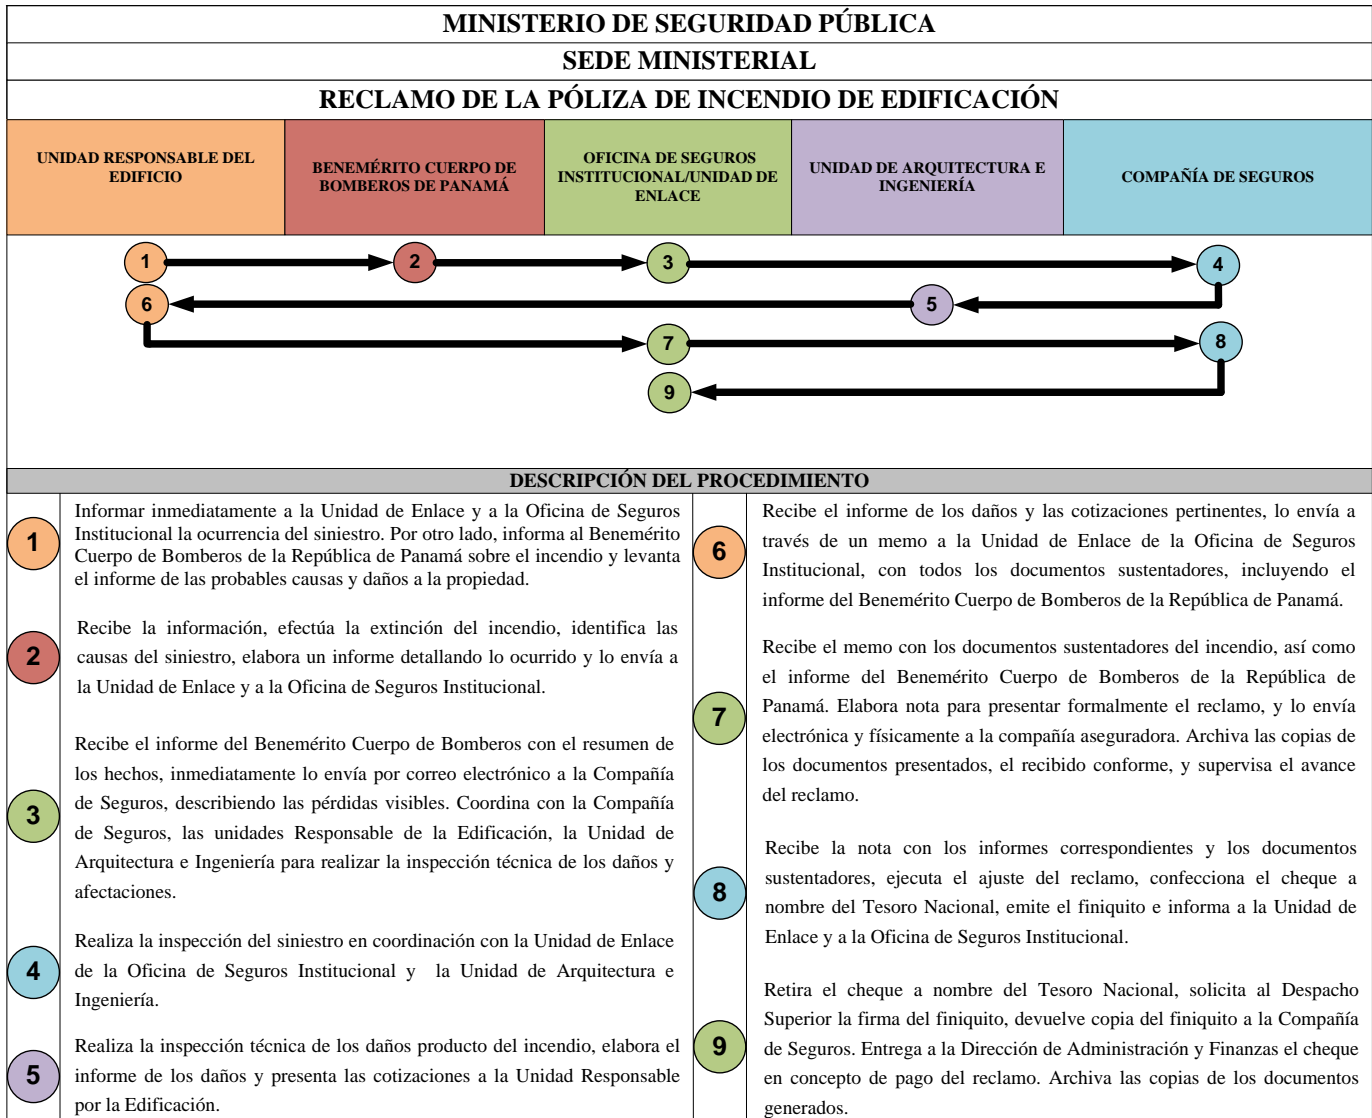 MINISTERIO DE SEGURIDAD PÚBLICA
SEDE MINISTERIAL
RECLAMO DE LA PÓLIZA DE INCENDIO DE EDIFICACIÓN
UNIDAD RESPONSABLE DEL
EDIFICIO
BENEMÉRITO CUERPO DE
BOMBEROS DE PANAMÁ
OFICINA DE SEGUROS
INSTITUCIONAL/UNIDAD DE
ENLACE
UNIDAD DE ARQUITECTURA E
INGENIERÍA
COMPAÑÍA DE SEGUROS
1
2
3
4
6
5
7
8
9
DESCRIPCIÓN DEL PROCEDIMIENTO
1
Informar inmediatamente a la Unidad de Enlace y a la Oficina de Seguros
Institucional la ocurrencia del siniestro. Por otro lado, informa al Benemérito
Cuerpo de Bomberos de la República de Panamá sobre el incendio y levanta
el informe de las probables causas y daños a la propiedad.
2
Recibe la información, efectúa la extinción del incendio, identifica las
causas del siniestro, elabora un informe detallando lo ocurrido y lo envía a
la Unidad de Enlace y a la Oficina de Seguros Institucional.
3
Recibe el informe del Benemérito Cuerpo de Bomberos con el resumen de
los hechos, inmediatamente lo envía por correo electrónico a la Compañía
de Seguros, describiendo las pérdidas visibles. Coordina con la Compañía
de Seguros, las unidades Responsable de la Edificación, la Unidad de
Arquitectura e Ingeniería para realizar la inspección técnica de los daños y
afectaciones.
4
Realiza la inspección del siniestro en coordinación con la Unidad de Enlace
de la Oficina de Seguros Institucional y la Unidad de Arquitectura e
Ingeniería.
5
Realiza la inspección técnica de los daños producto del incendio, elabora el
informe de los daños y presenta las cotizaciones a la Unidad Responsable
por la Edificación.
6
Recibe el informe de los daños y las cotizaciones pertinentes, lo envía a
través de un memo a la Unidad de Enlace de la Oficina de Seguros
Institucional, con todos los documentos sustentadores, incluyendo el
informe del Benemérito Cuerpo de Bomberos de la República de Panamá.
7
Recibe el memo con los documentos sustentadores del incendio, así como
el informe del Benemérito Cuerpo de Bomberos de la República de
Panamá. Elabora nota para presentar formalmente el reclamo, y lo envía
electrónica y físicamente a la compañía aseguradora. Archiva las copias de
los documentos presentados, el recibido conforme, y supervisa el avance
del reclamo.
8
Recibe la nota con los informes correspondientes y los documentos
sustentadores, ejecuta el ajuste del reclamo, confecciona el cheque a
nombre del Tesoro Nacional, emite el finiquito e informa a la Unidad de
Enlace y a la Oficina de Seguros Institucional.
9
Retira el cheque a nombre del Tesoro Nacional, solicita al Despacho
Superior la firma del finiquito, devuelve copia del finiquito a la Compañía
de Seguros. Entrega a la Dirección de Administración y Finanzas el cheque
en concepto de pago del reclamo. Archiva las copias de los documentos
generados.